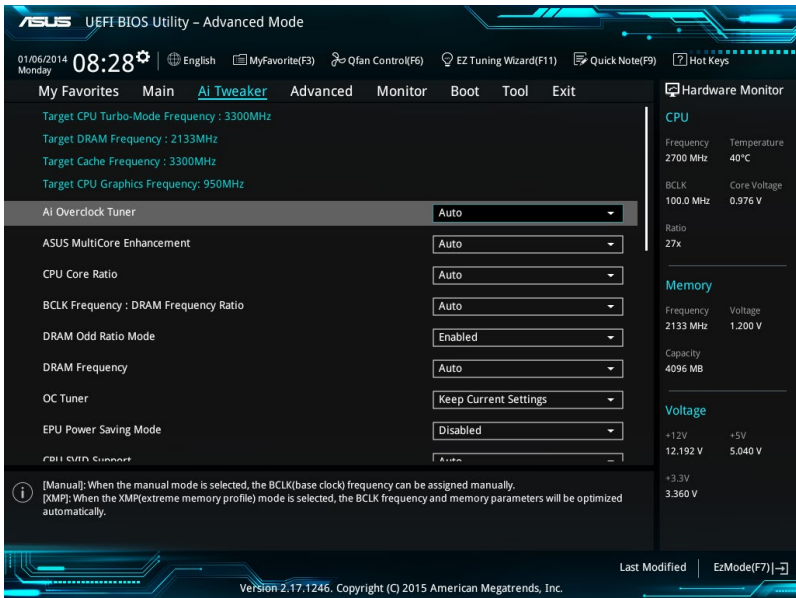 ASUS UEFI BIOS Utility – Advanced Mode
01/06/2014
Monday
08:28
English
MyFavorite(F3)
Qfan Control(F6)
EZ Tuning Wizard(F11)
Quick Note(F9)
? Hot Keys
My Favorites Main Ai Tweaker Advanced Monitor Boot Tool Exit
Target CPU Turbo-Mode Frequency : 3300MHz
Target DRAM Frequency : 2133MHz
Target Cache Frequency : 3300MHz
Target CPU Graphics Frequency: 950MHz
Ai Overclock Tuner Auto
ASUS MultiCore Enhancement Auto
CPU Core Ratio Auto
BCLK Frequency : DRAM Frequency Ratio Auto
DRAM Odd Ratio Mode Enabled
DRAM Frequency Auto
OC Tuner Keep Current Settings
EPU Power Saving Mode Disabled
CPU SVID Support Auto
[Manual]: When the manual mode is selected, the BCLK(base clock) frequency can be assigned manually.
[XMP]: When the XMP(extreme memory profile) mode is selected, the BCLK frequency and memory parameters will be optimized
automatically.
Hardware Monitor
CPU
Frequency Temperature
2700 MHz 40°C
BCLK Core Voltage
100.0 MHz 0.976 V
Ratio
27x
Memory
Frequency Voltage
2133 MHz 1.200 V
Capacity
4096 MB
Voltage
+12V +5V
12.192 V 5.040 V
+3.3V
3.360 V
Last Modified
EzMode(F7)
Version 2.17.1246. Copyright (C) 2015 American Megatrends, Inc.